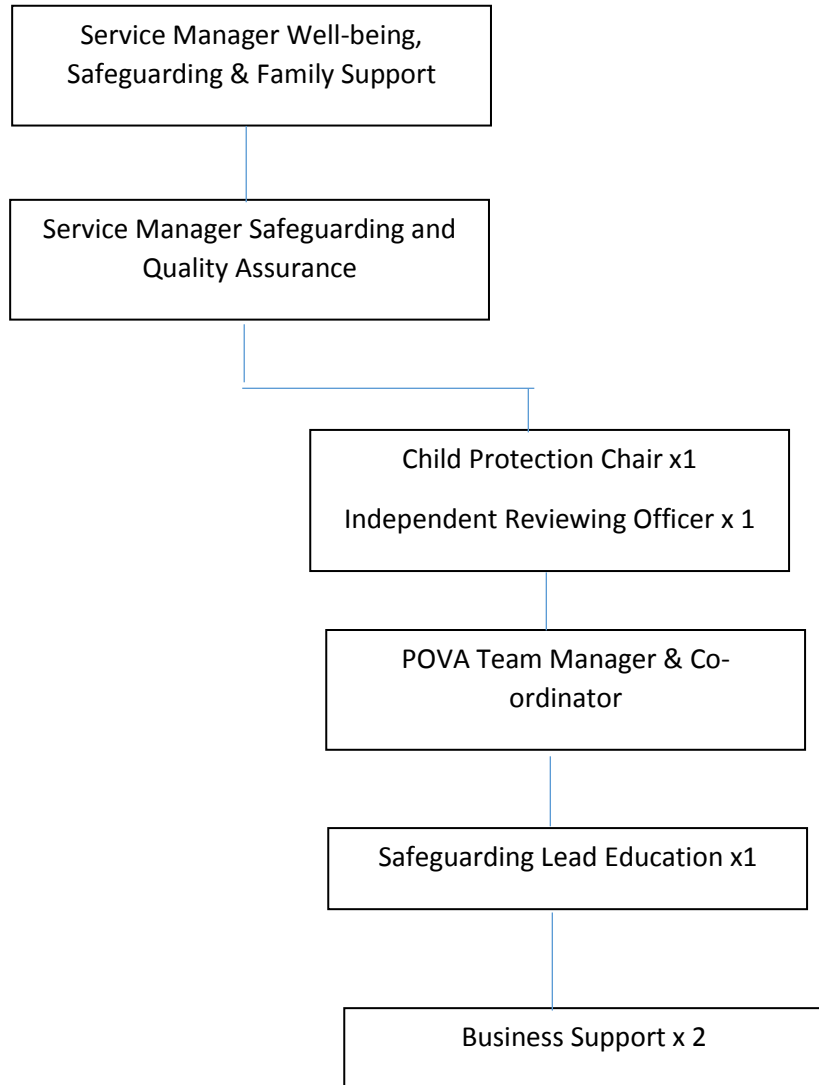 Service Manager Well-being,
Safeguarding & Family Support
Service Manager Safeguarding and
Quality Assurance
Child Protection Chair x1
Independent Reviewing Officer x 1
POVA Team Manager & Co-
ordinator
Safeguarding Lead Education x1
Business Support x 2